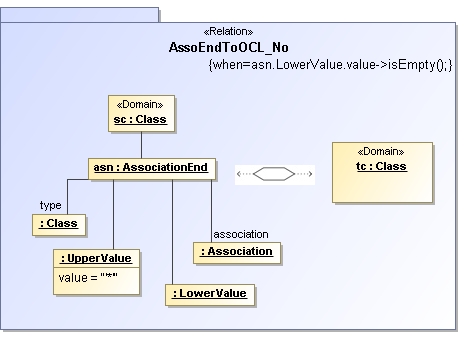 «Relation»
AssoEndToOCL_No
{when=asn.LowerValue.value->isEmpty();}
«Domain»
sc : Class
«Domain»
tc : Class
asn : AssociationEnd
type
: Class
association
: Association
: UpperValue
value = "'*'"
: LowerValue